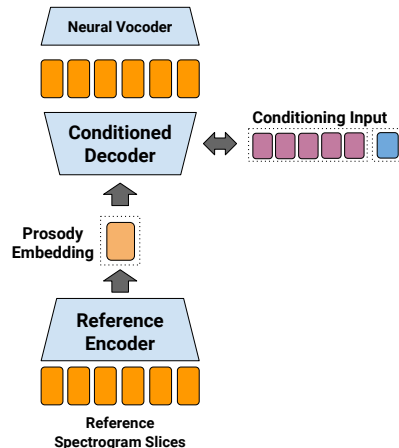 Neural Vocoder
Conditioning Input
Conditioned
Decoder
Prosody
Embedding
Reference
Encoder
Reference
Spectrogram Slices